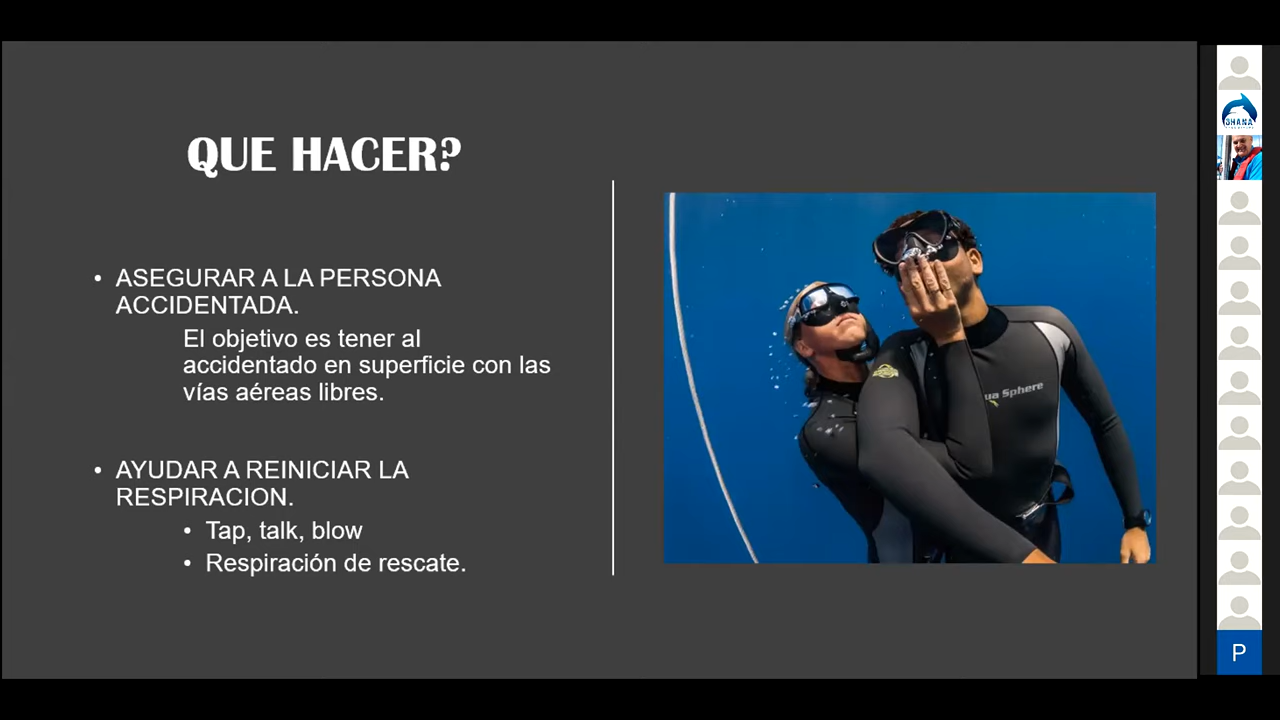 QUE HACER?
• ASEGURAR A LA PERSONA
ACCIDENTADA.
El objetivo es tener al
accidentado en superficie con las
vías aéreas libres.
• AYUDAR A REINICIAR LA
RESPIRACION.
• Tap, talk, blow
• Respiración de rescate.
ua Sphere
P